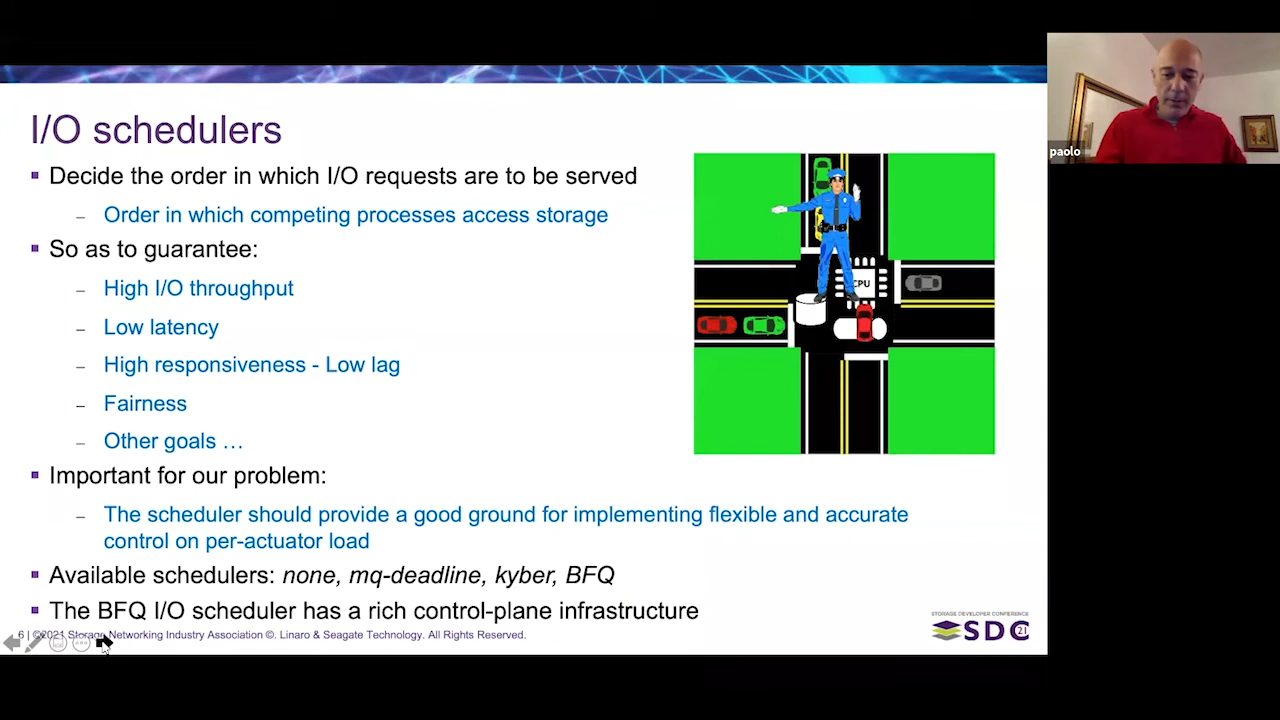 I/O schedulers
Decide the order in which I/O requests are to be served
– Order in which competing processes access storage
So as to guarantee:
– High I/O throughput
– Low latency
– High responsiveness - Low lag
– Fairness
– Other goals …
Important for our problem:
– The scheduler should provide a good ground for implementing flexible and accurate
control on per-actuator load
Available schedulers: none, mq-deadline, kyber, BFQ
The BFQ I/O scheduler has a rich control-plane infrastructure
6 | ©2021 Storage Networking Industry Association ©. Linaro & Seagate Technology. All Rights Reserved.
CPU
STORAGE DEVELOPER CONFERENCE
SDC 21
paolo